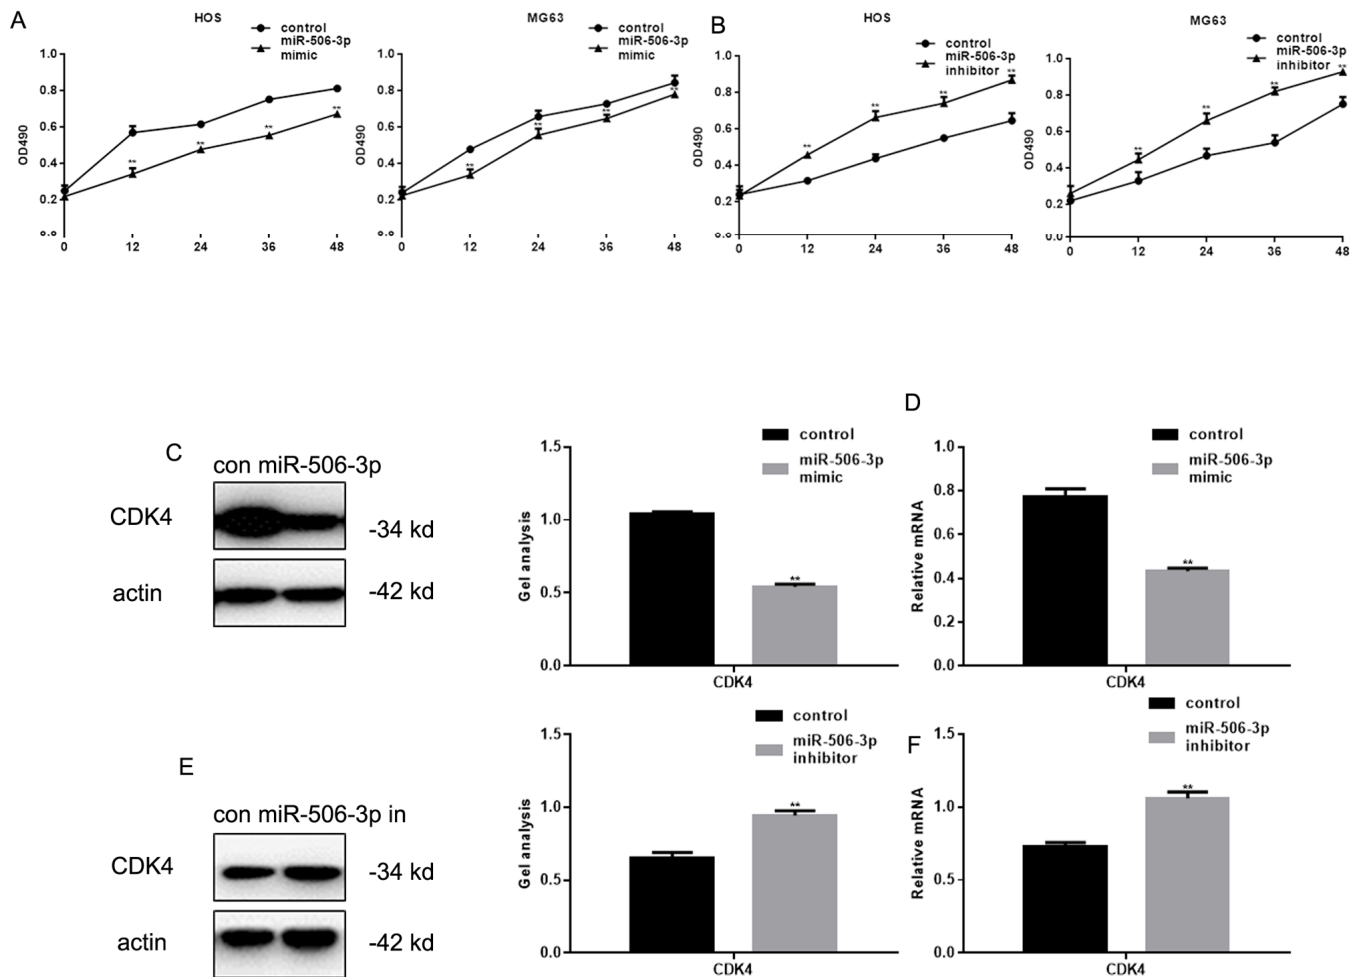 A
HOS
control
miR-506-3p
mimic
1.0
0.8
0.6
0.4
0.2
OD490
**
**
**
**
0
12
24
36
48
MG63
control
miR-506-3p
mimic
1.0
0.8
0.6
0.4
0.2
OD490
**
**
**
**
0
12
24
36
48
B
HOS
control
miR-506-3p
inhibitor
1.0
0.8
0.6
0.4
0.2
OD490
**
**
**
**
0
12
24
36
48
MG63
control
miR-506-3p
inhibitor
1.0
0.8
0.6
0.4
0.2
0.0
OD490
**
**
**
**
0
12
24
36
48
C
con miR-506-3p
CDK4
-34 kd
actin
-42 kd
control
miR-506-3p
mimic
1.5
1.0
0.5
0.0
Gel analysis
**
CDK4
D
control
miR-506-3p
mimic
1.0
0.8
0.6
0.4
0.2
0.0
Relative mRNA
**
CDK4
E
con miR-506-3p in
CDK4
-34 kd
actin
-42 kd
control
miR-506-3p
inhibitor
1.5
1.0
0.5
0.0
Gel analysis
**
CDK4
F
control
miR-506-3p
inhibitor
1.5
1.0
0.5
0.0
Relative mRNA
**
CDK4